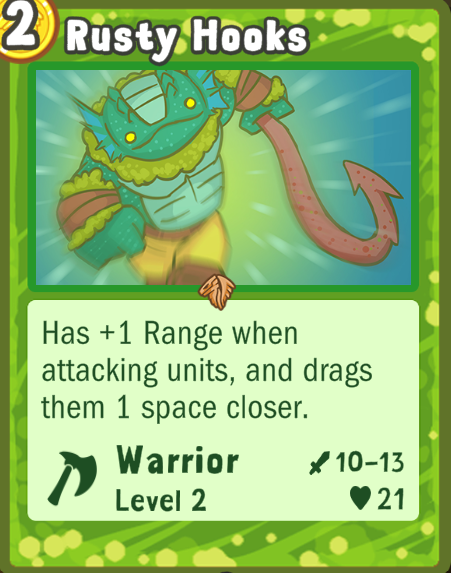 2
Rusty Hooks
Has +1 Range when
attacking units, and drags
them 1 space closer.
Warrior
10–13
Level 2
21